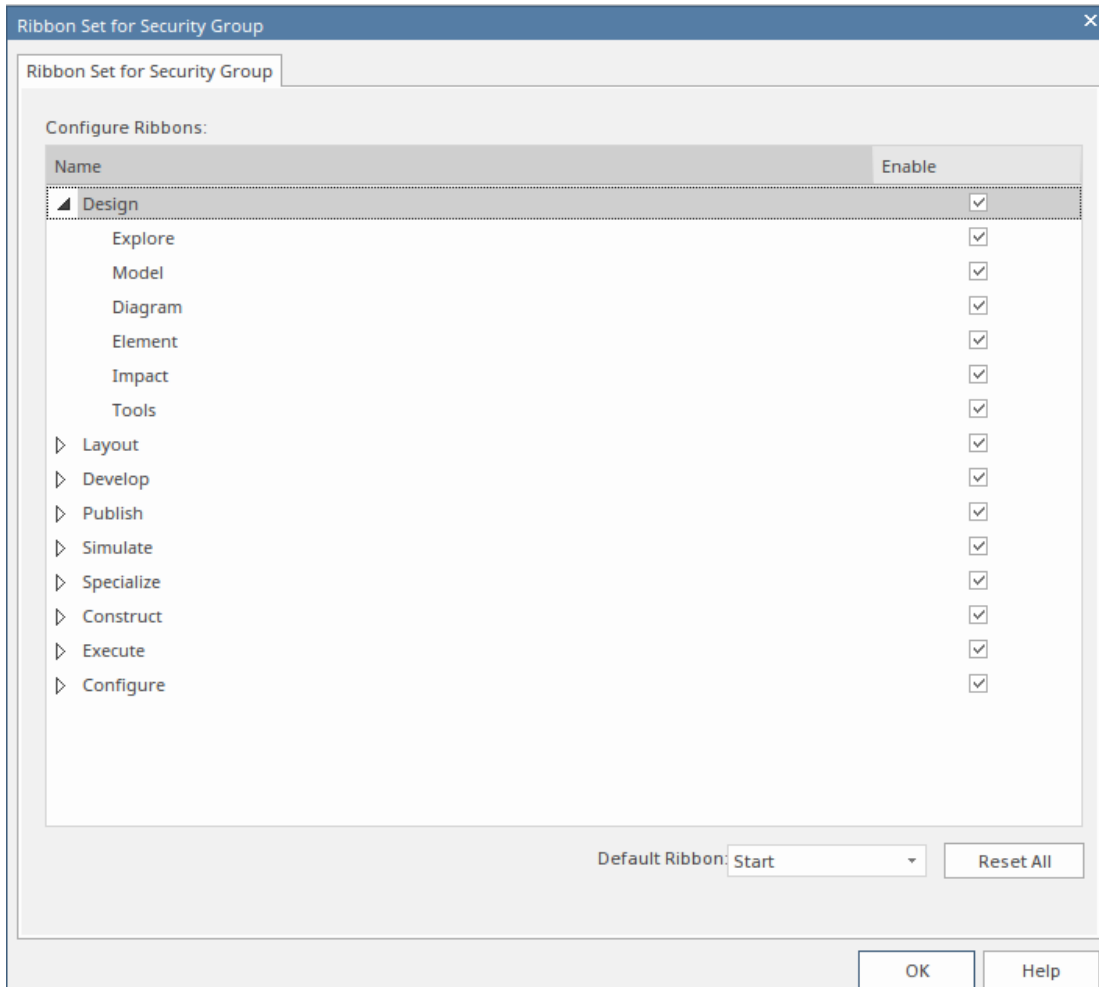 Ribbon Set for Security Group
Ribbon Set for Security Group
Configure Ribbons:
Name Enable
Design
Explore
Model
Diagram
Element
Impact
Tools
Layout
Develop
Publish
Simulate
Specialize
Construct
Execute
Configure
Default Ribbon: Start Reset All
OK Help